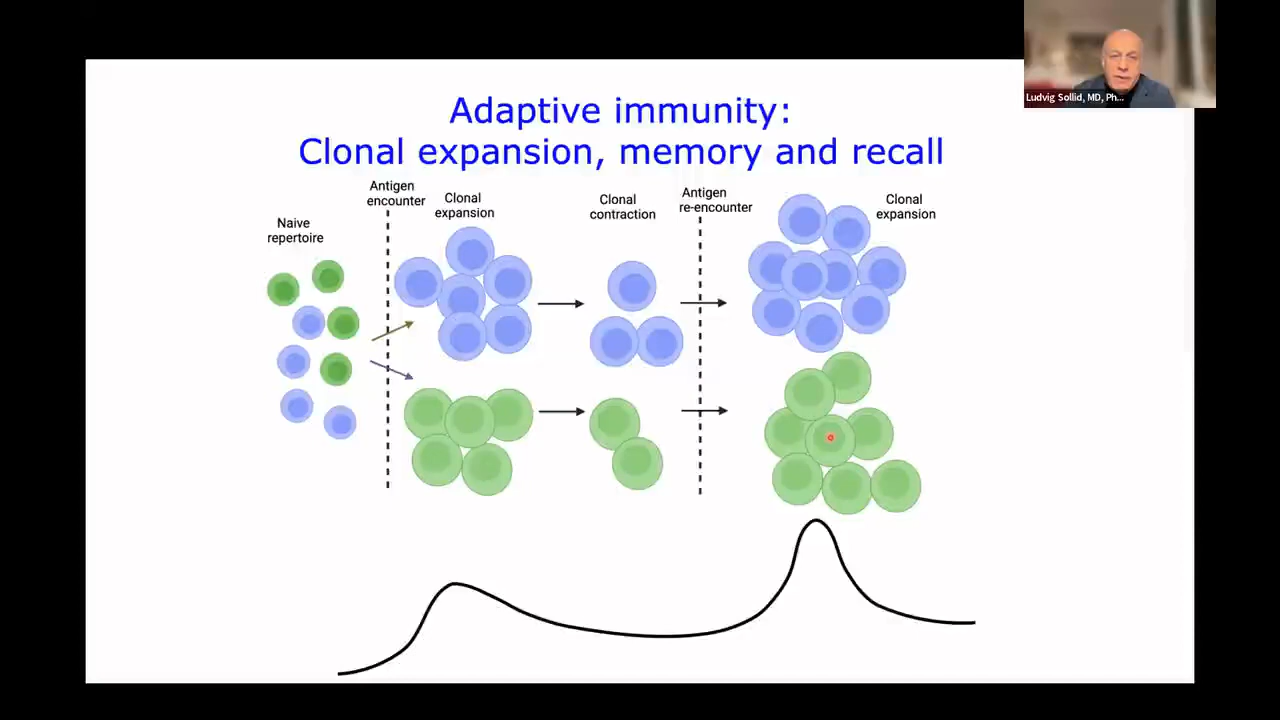 Ludvig Sollid, MD, Ph...
Adaptive immunity:
Clonal expansion, memory and recall
Naive
repertoire
Antigen
encounter
Clonal
expansion
Clonal
contraction
Antigen
re-encounter
Clonal
expansion